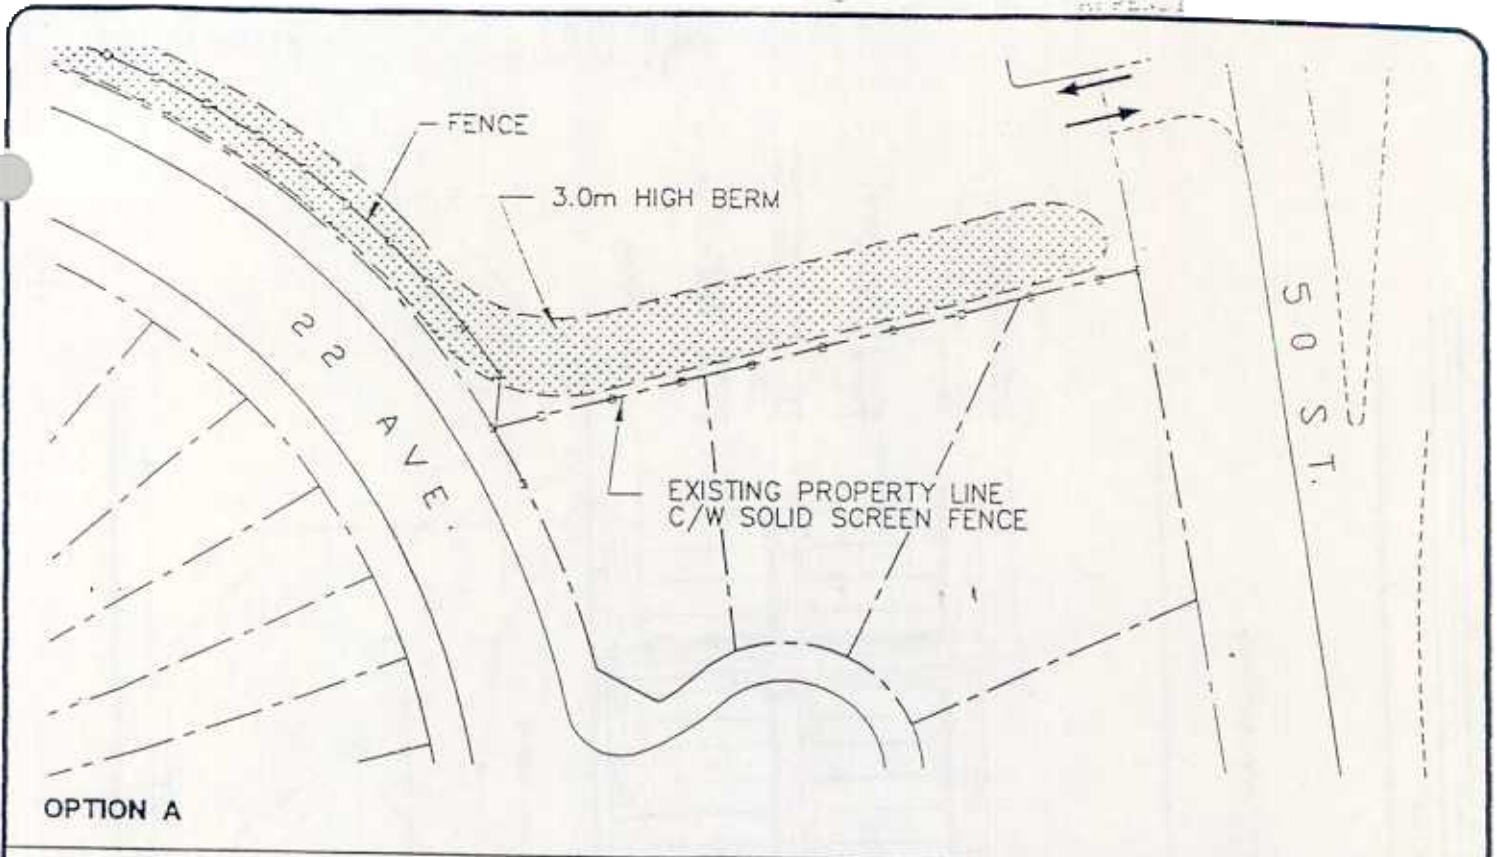 FENCE
3.0m HIGH BERM
22 AVE.
50 ST.
EXISTING PROPERTY LINE
C/W SOLID SCREEN FENCE
OPTION A